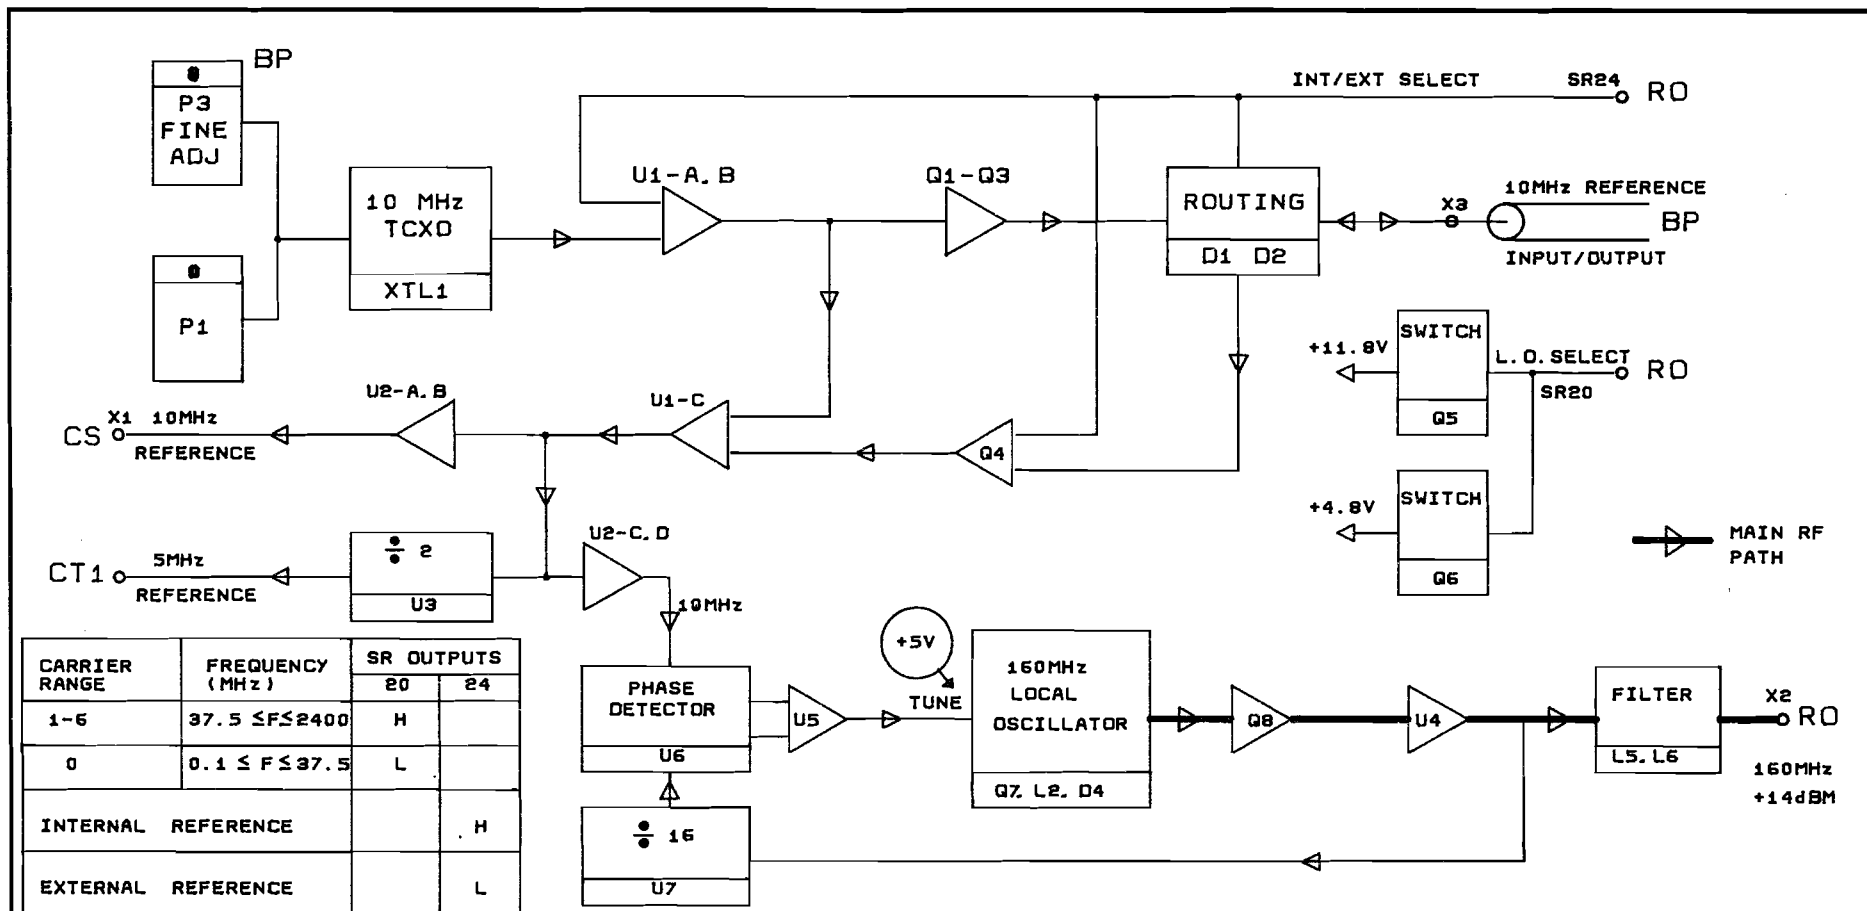 BP
0
P3
FINE
ADJ
0
P1
10 MHz
TCXO
XTL1
U1-A,B
Q1-Q3
INT/EXT SELECT
SR24
RO
ROUTING
D1 D2
X3
10MHz REFERENCE
BP
INPUT/OUTPUT
SWITCH
Q5
+11.8V
L.O.SELECT
RO
SR20
SWITCH
Q6
+4.8V
MAIN RF
PATH
U2-A,B
U1-C
Q4
CS
X1 10MHz
REFERENCE
÷ 2
U3
U2-C,D
CT1
5MHz
REFERENCE
10MHz
PHASE
DETECTOR
U6
U5
+5V
TUNE
160MHz
LOCAL
OSCILLATOR
Q7, L2, D4
Q8
U4
FILTER
L5, L6
X2
RO
160MHz
+14dBM
÷ 16
U7
CARRIER
RANGE
FREQUENCY
(MHz)
SR OUTPUTS
20 24
1-6 37.5 ≤F≤2400 H
0 0.1 ≤ F ≤ 37.5 L
INTERNAL REFERENCE H
EXTERNAL REFERENCE L